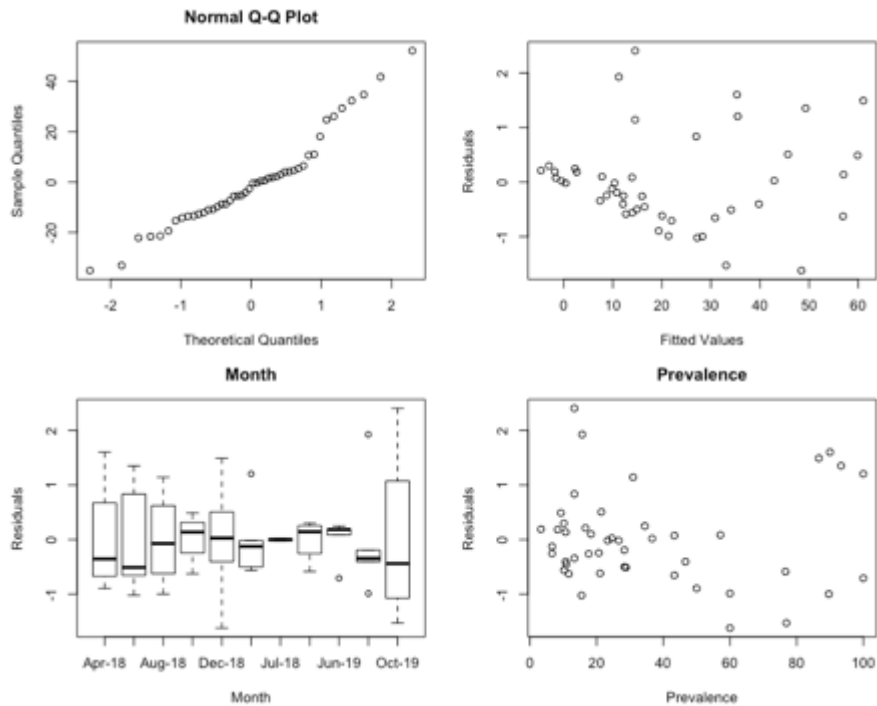 Normal Q-Q Plot
Sample Quantiles
40
20
0
-20
-2
-1
0
1
2
Theoretical Quantiles
Residuals
2
1
0
-1
0
10
20
30
40
50
60
Fitted Values
Month
Residuals
2
1
0
-1
Apr-18
Aug-18
Dec-18
Jul-18
Jun-19
Oct-19
Month
Prevalence
Residuals
2
1
0
-1
0
20
40
60
80
100
Prevalence